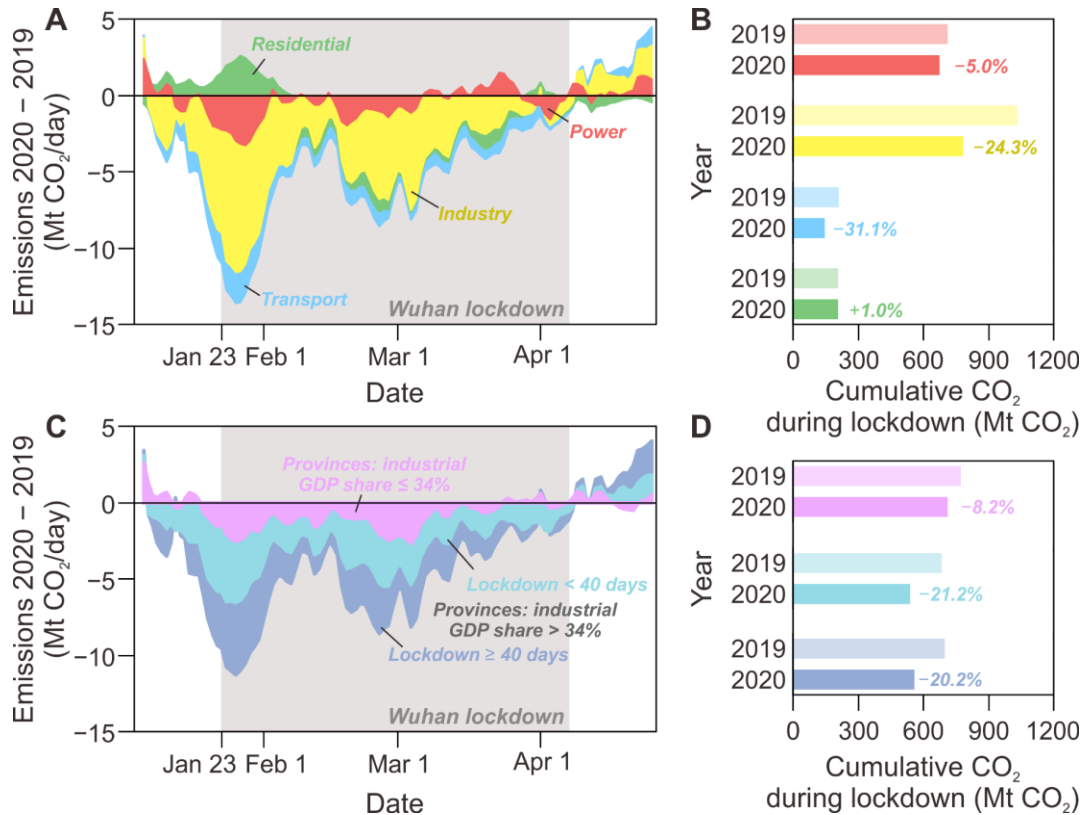 A
Emissions 2020 − 2019
(Mt CO₂/day)
5
0
−5
−10
−15
Residential
Power
Industry
Transport
Wuhan lockdown
Jan 23 Feb 1 Mar 1 Apr 1
Date
B
Year
2019
2020 −5.0%
2019
2020 −24.3%
2019
2020 −31.1%
2019
2020 +1.0%
0 300 600 900 1200
Cumulative CO₂
during lockdown (Mt CO₂)
C
Emissions 2020 − 2019
(Mt CO₂/day)
5
0
−5
−10
−15
Provinces: industrial
GDP share ≤ 34%
Lockdown < 40 days
Provinces: industrial
GDP share > 34%
Lockdown ≥ 40 days
Wuhan lockdown
Jan 23 Feb 1 Mar 1 Apr 1
Date
D
Year
2019
2020 −8.2%
2019
2020 −21.2%
2019
2020 −20.2%
0 300 600 900 1200
Cumulative CO₂
during lockdown (Mt CO₂)